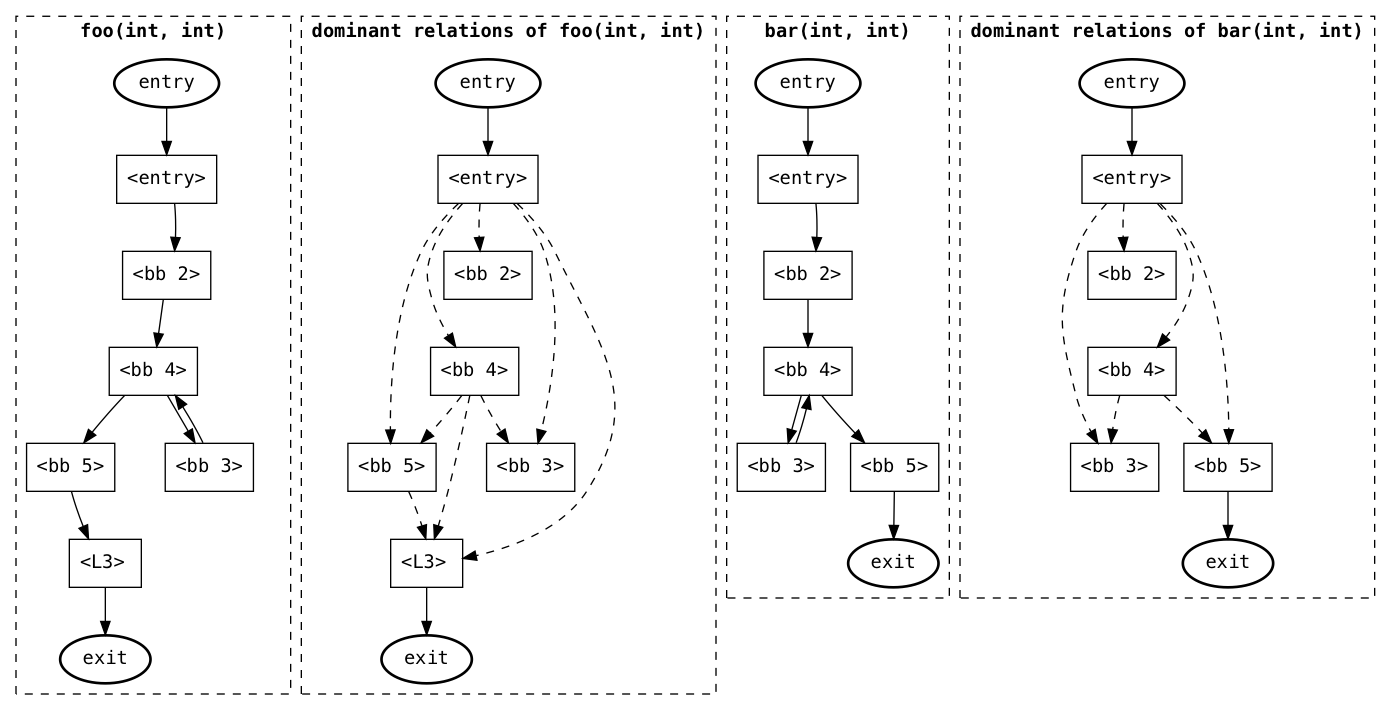 foo(int, int)
entry
<entry>
<bb 2>
<bb 4>
<bb 5>
<bb 3>
<L3>
exit
dominant relations of foo(int, int)
entry
<entry>
<bb 2>
<bb 4>
<bb 5>
<bb 3>
<L3>
exit
bar(int, int)
entry
<entry>
<bb 2>
<bb 4>
<bb 3>
<bb 5>
exit
dominant relations of bar(int, int)
entry
<entry>
<bb 2>
<bb 4>
<bb 3>
<bb 5>
exit